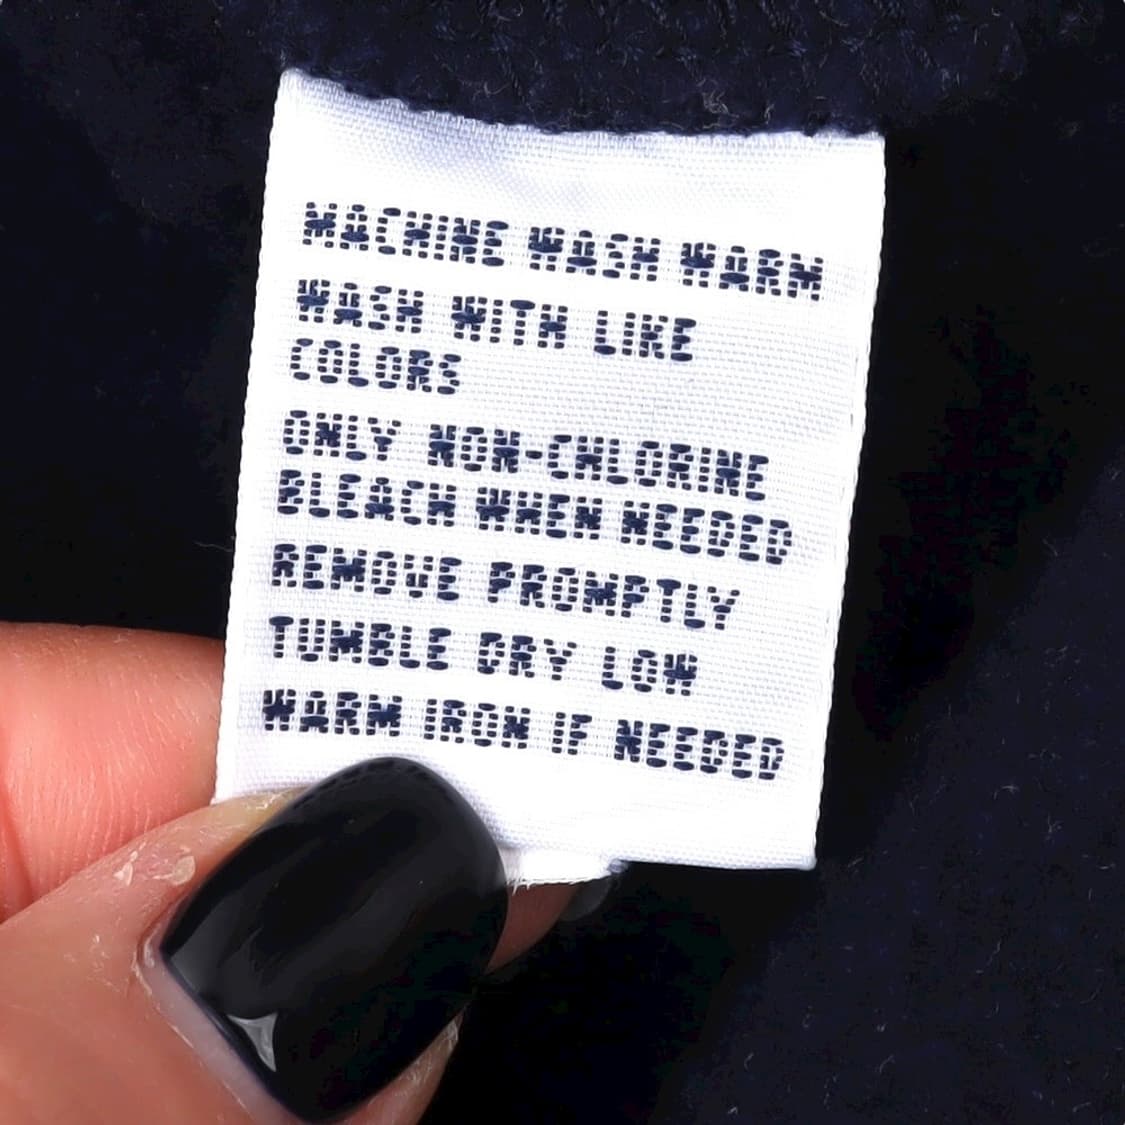 MACHINE WASH WARM
WASH WITH LIKE
COLORS
ONLY NON-CHLORINE
BLEACH WHEN NEEDED
REMOVE PROMPTLY
TUMBLE DRY LOW
WARM IRON IF NEEDED